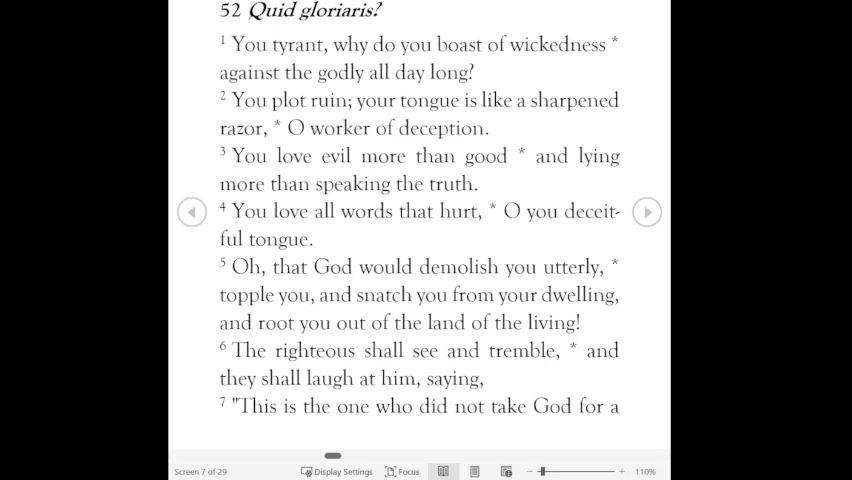 52 Quid gloriaris?
1 You tyrant, why do you boast of wickedness *
against the godly all day long?
2 You plot ruin; your tongue is like a sharpened
razor, * O worker of deception.
3 You love evil more than good * and lying
more than speaking the truth.
4 You love all words that hurt, * O you deceit-
ful tongue.
5 Oh, that God would demolish you utterly, *
topple you, and snatch you from your dwelling,
and root you out of the land of the living!
6 The righteous shall see and tremble, * and
they shall laugh at him, saying,
7 "This is the one who did not take God for a
Screen 7 of 29 Display Settings Focus 110%